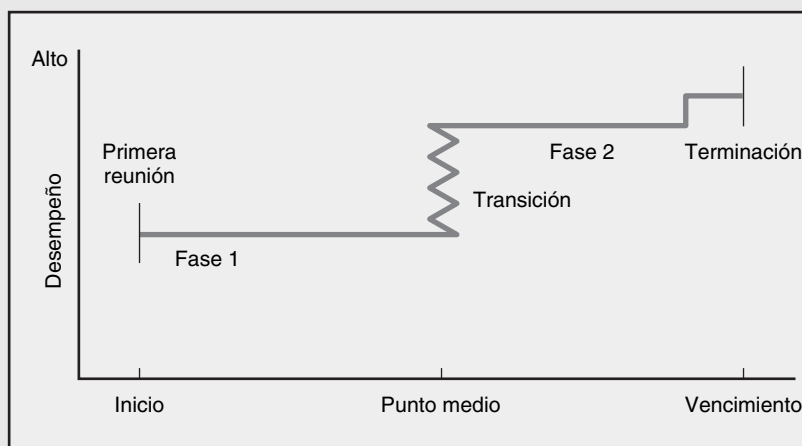 Alto
Primera
reunión
Desempeño
Fase 1
Transición
Fase 2
Terminación
Inicio
Punto medio
Vencimiento